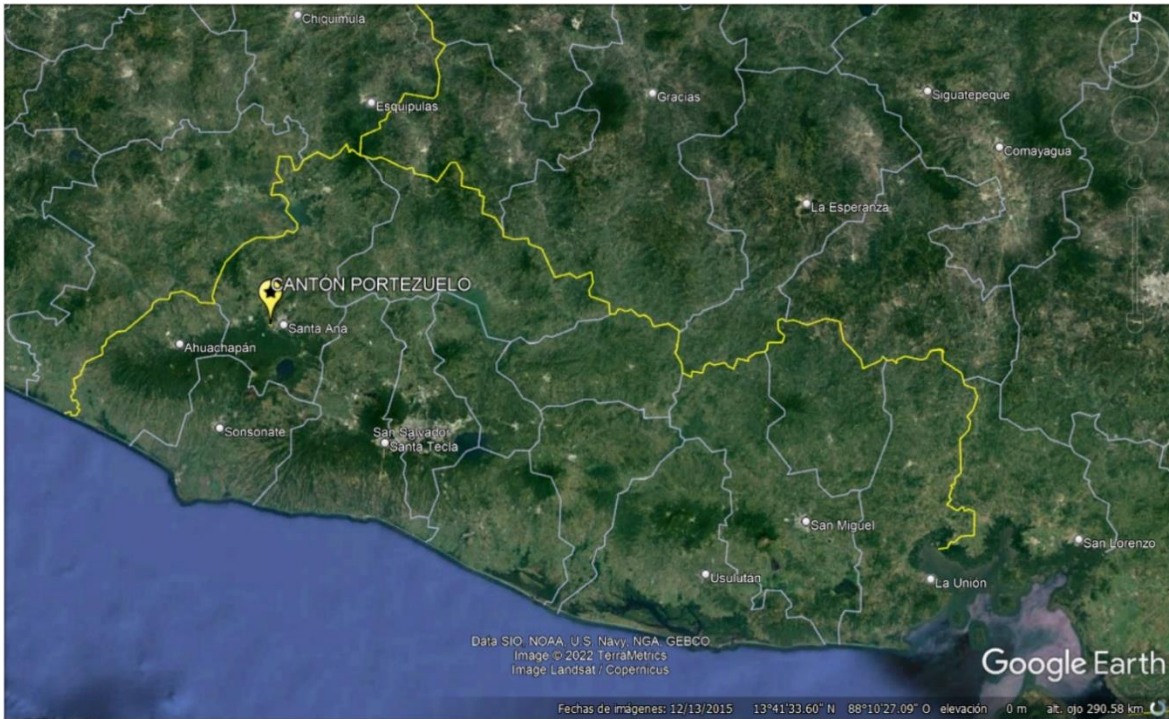 N
Chiquimula
Esquipulas
Gracias
Siguatepeque
Comayagua
La Esperanza
CANTÓN PORTEZUELO
Santa Ana
Ahuachapán
Sonsonate
San Salvador
Santa Tecla
San Miguel
San Lorenzo
Usulután
La Unión
Data SIO, NOAA, U.S. Navy, NGA, GEBCO
Image © 2022 TerraMetrics
Image Landsat / Copernicus
Google Earth
Fechas de imágenes: 12/13/2015 13°41'33.60" N 88°10'27.09" O elevación 0 m alt. ojo 290.58 km